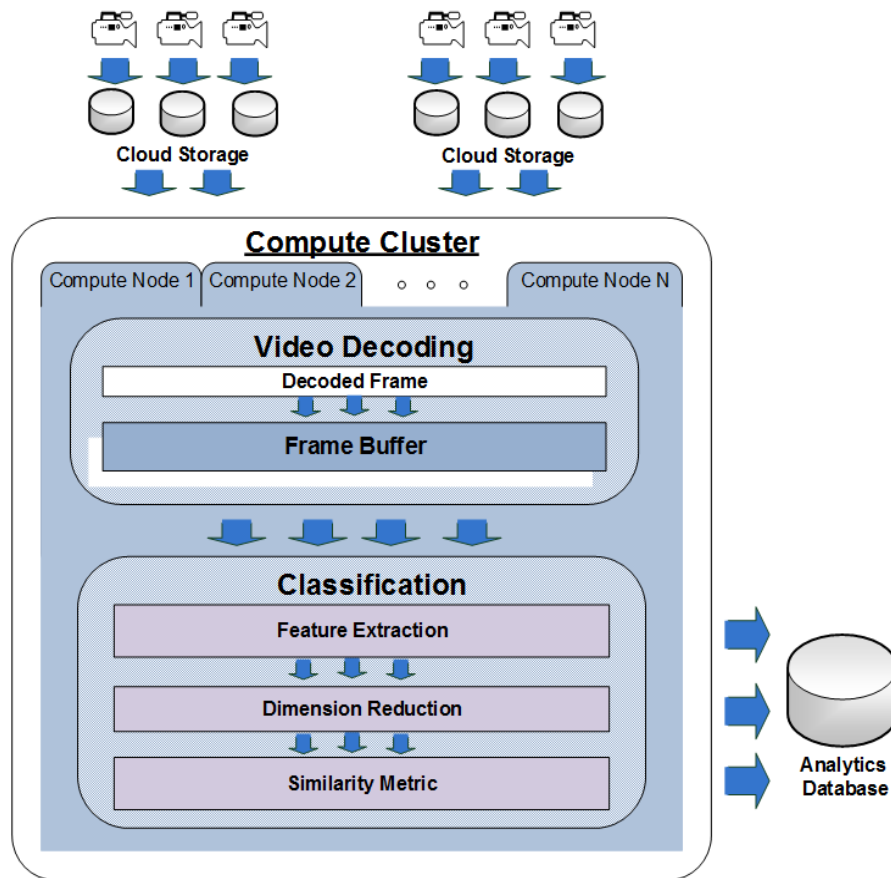 Cloud Storage
Cloud Storage
Compute Cluster
Compute Node 1
Compute Node 2
Compute Node N
Video Decoding
Decoded Frame
Frame Buffer
Classification
Feature Extraction
Dimension Reduction
Similarity Metric
Analytics
Database